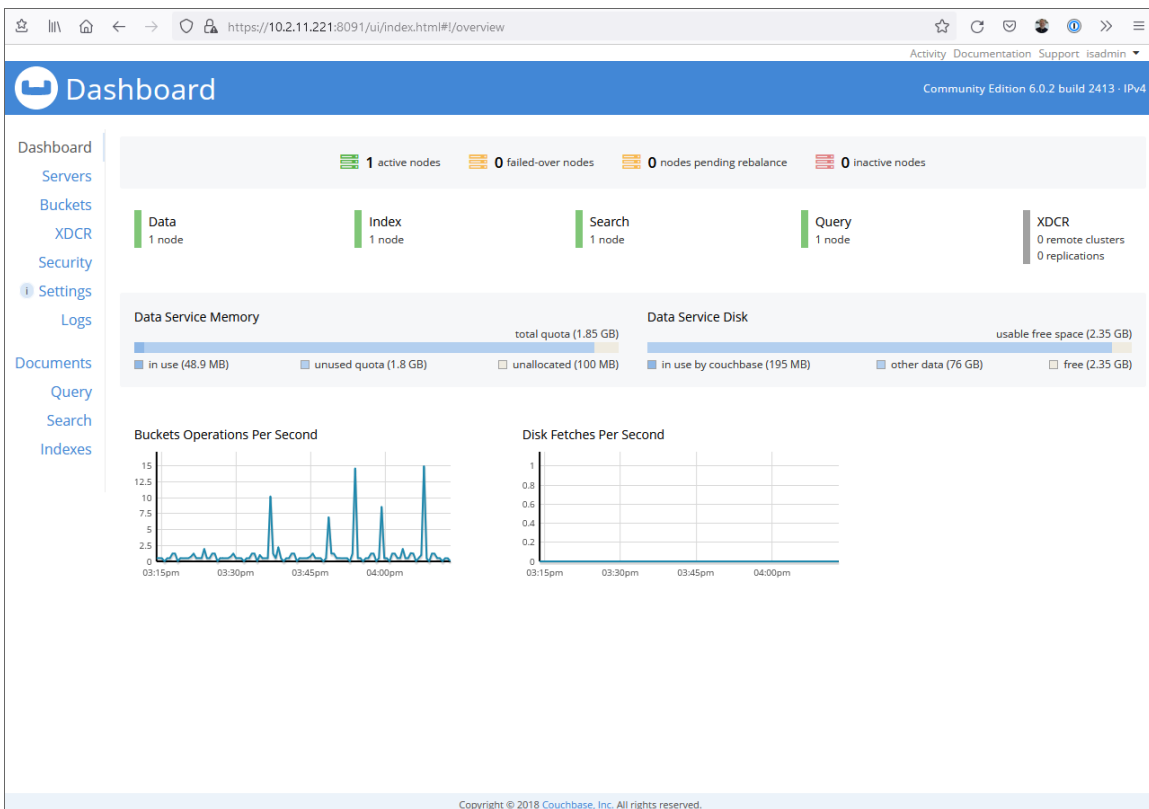 https://10.2.11.221:8091/ui/index.html#!/overview
Activity Documentation Support isadmin
Dashboard
Community Edition 6.0.2 build 2413 · IPv4
Dashboard
Servers
Buckets
XDCR
Security
Settings
Logs
Documents
Query
Search
Indexes
1 active nodes
0 failed-over nodes
0 nodes pending rebalance
0 inactive nodes
Data
1 node
Index
1 node
Search
1 node
Query
1 node
XDCR
0 remote clusters
0 replications
Data Service Memory
total quota (1.85 GB)
in use (48.9 MB)
unused quota (1.8 GB)
unallocated (100 MB)
Data Service Disk
usable free space (2.35 GB)
in use by couchbase (195 MB)
other data (76 GB)
free (2.35 GB)
Buckets Operations Per Second
15
12.5
10
7.5
5
2.5
0
03:15pm 03:30pm 03:45pm 04:00pm
Disk Fetches Per Second
1
0.8
0.6
0.4
0.2
0
03:15pm 03:30pm 03:45pm 04:00pm
Copyright © 2018 Couchbase, Inc. All rights reserved.